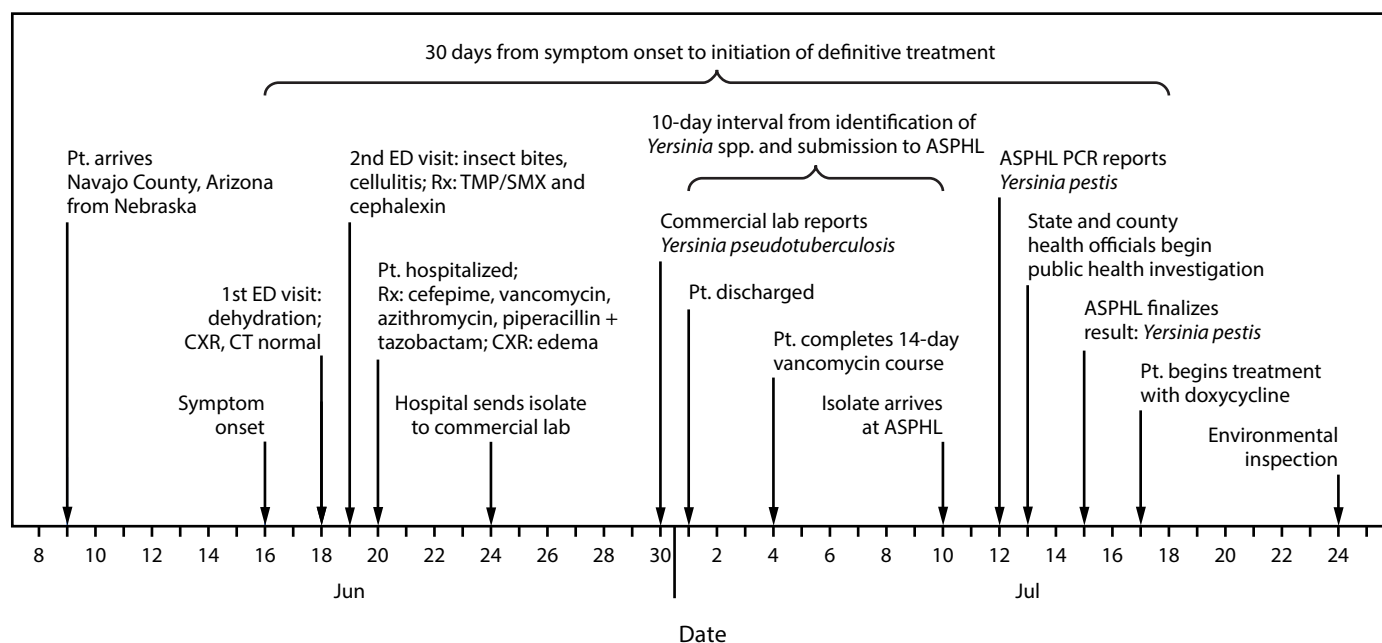 30 days from symptom onset to initiation of definitive treatment
10-day interval from identification of
Yersinia spp. and submission to ASPHL
Pt. arrives
Navajo County, Arizona
from Nebraska
2nd ED visit: insect bites,
cellulitis; Rx: TMP/SMX and
cephalexin
ASPHL PCR reports
Yersinia pestis
Commercial lab reports
Yersinia pseudotuberculosis
State and county
health officials begin
public health investigation
1st ED visit:
dehydration;
CXR, CT normal
Pt. hospitalized;
Rx: cefepime, vancomycin,
azithromycin, piperacillin +
tazobactam; CXR: edema
Pt. discharged
ASPHL finalizes
result: Yersinia pestis
Pt. completes 14-day
vancomycin course
Pt. begins treatment
with doxycycline
Symptom
onset
Hospital sends isolate
to commercial lab
Isolate arrives
at ASPHL
Environmental
inspection
8 10 12 14 16 18 20 22 24 26 28 30 2 4 6 8 10 12 14 16 18 20 22 24
Jun Jul
Date